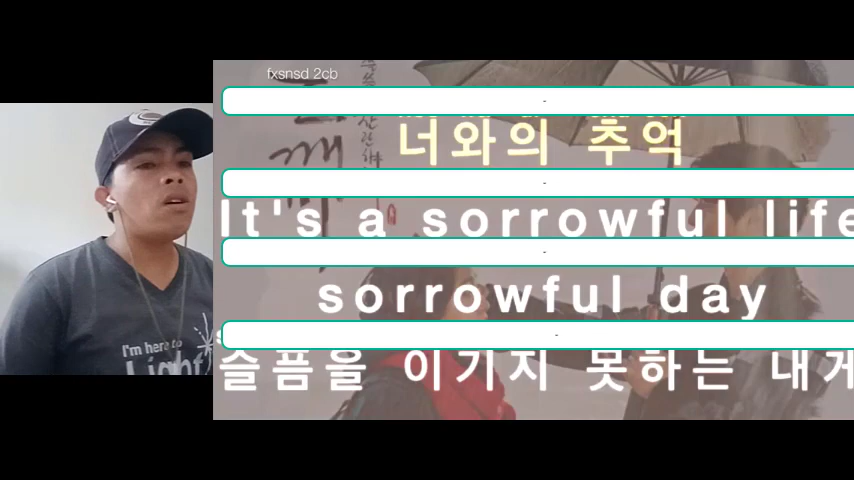 fxsnsd 2cb
-
너와의 추억
-
It's a sorrowful life
-
sorrowful day
-
슬픔을 이기지 못하는 내게
I'm here to
Light